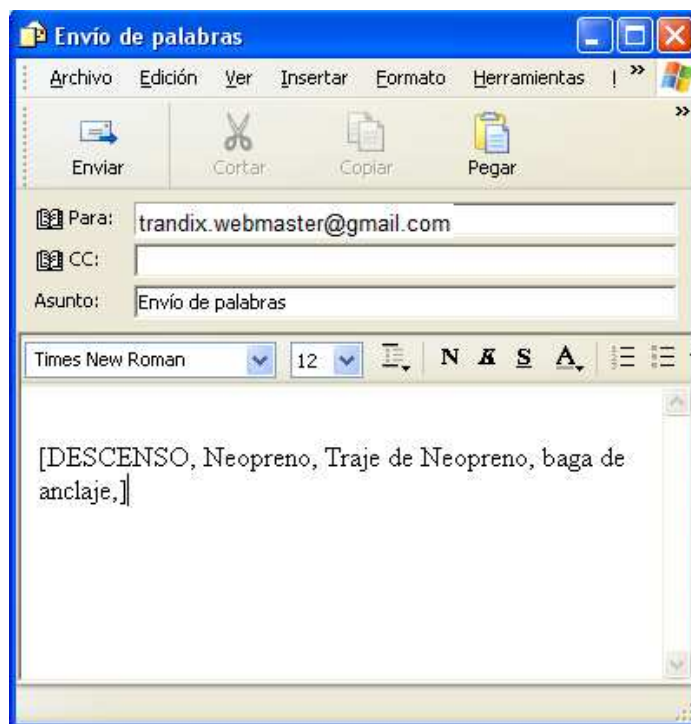 Envío de palabras
Archivo Edición Ver Insertar Formato Herramientas »
Enviar Cortar Copiar Pegar »
Para: trandix.webmaster@gmail.com
CC:
Asunto: Envío de palabras
Times New Roman 12 N K S A
[DESCENSO, Neopreno, Traje de Neopreno, baga de
anclaje,]